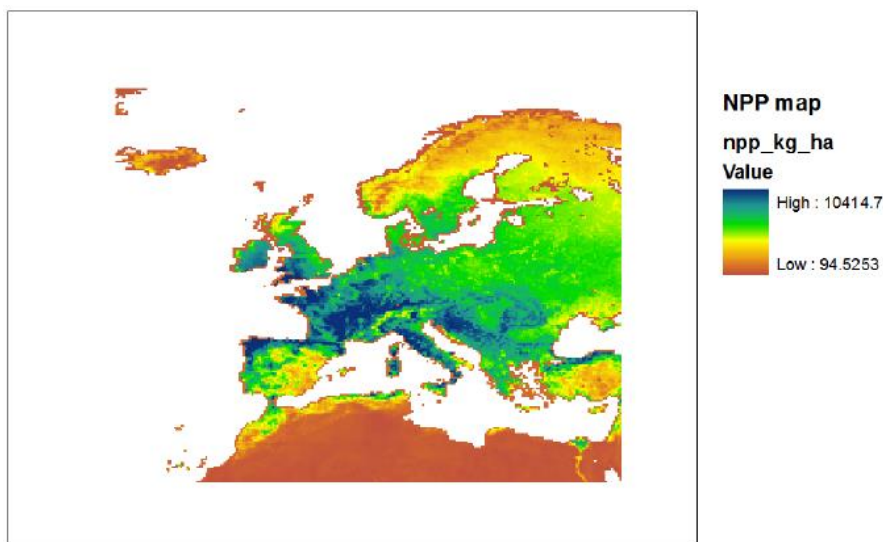 NPP map
npp_kg_ha
Value
High : 10414.7
Low : 94.5253